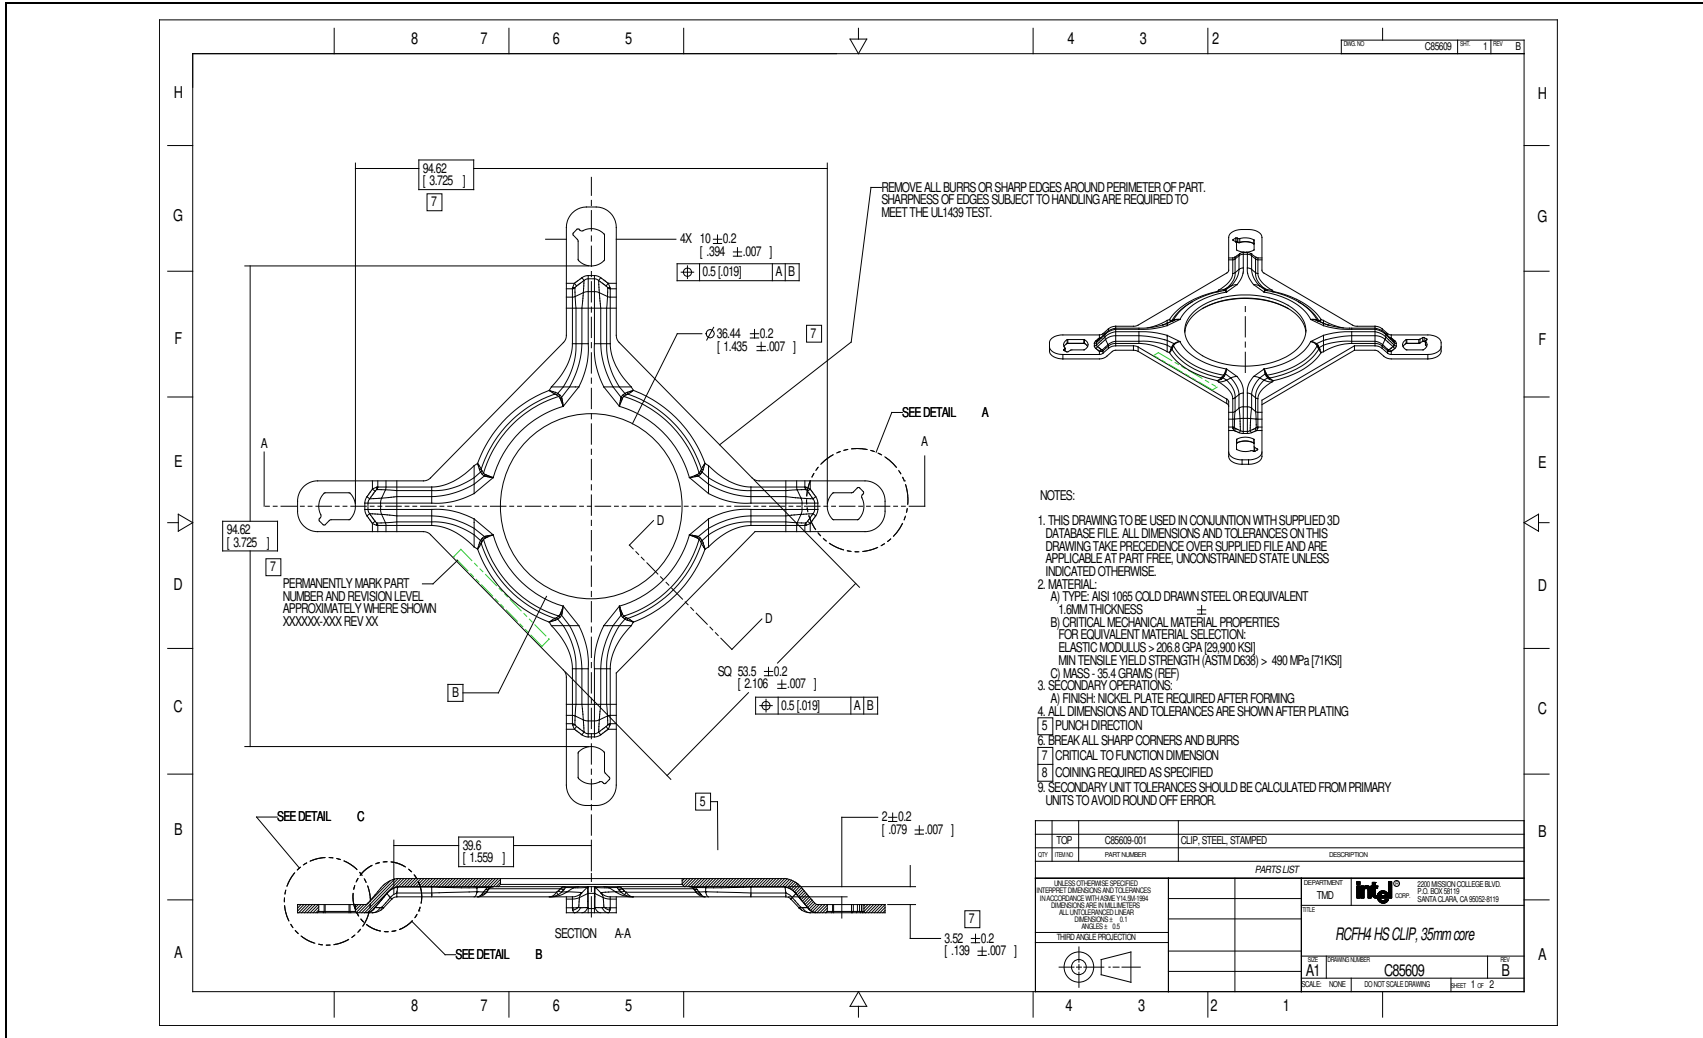 8 7 6 5 4 3 2
DWG. NO C85609 SHT. 1 REV B
H H
G G
F F
E E
D D
C C
B B
A A
94.62
[ 3.725 ]
7
4X 10 ±0.2
[ .394 ±.007 ]
0.5 [.019] A B
REMOVE ALL BURRS OR SHARP EDGES AROUND PERIMETER OF PART.
SHARPNESS OF EDGES SUBJECT TO HANDLING ARE REQUIRED TO
MEET THE UL1439 TEST.
Ø 36.44 ±0.2
[ 1.435 ±.007 ]
7
SEE DETAIL A
A A
94.62
[ 3.725 ]
7
D
D
PERMANENTLY MARK PART
NUMBER AND REVISION LEVEL
APPROXIMATELY WHERE SHOWN
XXXXXX-XXX REV XX
B
SQ 53.5 ±0.2
[ 2.106 ±.007 ]
0.5 [.019] A B
5
SEE DETAIL C
39.6
[ 1.559 ]
2±0.2
[ .079 ±.007 ]
7
3.52 ±0.2
[ .139 ±.007 ]
SECTION A-A
SEE DETAIL B
NOTES:
1. THIS DRAWING TO BE USED IN CONJUNTION WITH SUPPLIED 3D
DATABASE FILE. ALL DIMENSIONS AND TOLERANCES ON THIS
DRAWING TAKE PRECEDENCE OVER SUPPLIED FILE AND ARE
APPLICABLE AT PART FREE, UNCONSTRAINED STATE UNLESS
INDICATED OTHERWISE.
2. MATERIAL:
A) TYPE: AISI 1065 COLD DRAWN STEEL OR EQUIVALENT
1.6MM THICKNESS ±
B) CRITICAL MECHANICAL MATERIAL PROPERTIES
FOR EQUIVALENT MATERIAL SELECTION:
ELASTIC MODULUS > 206.8 GPA [29,900 KSI]
MIN TENSILE YIELD STRENGTH (ASTM D638) > 490 MPa [71KSI]
C) MASS - 35.4 GRAMS (REF)
3. SECONDARY OPERATIONS:
A) FINISH: NICKEL PLATE REQUIRED AFTER FORMING
4. ALL DIMENSIONS AND TOLERANCES ARE SHOWN AFTER PLATING
5 PUNCH DIRECTION
6. BREAK ALL SHARP CORNERS AND BURRS
7 CRITICAL TO FUNCTION DIMENSION
8 COINING REQUIRED AS SPECIFIED
9. SECONDARY UNIT TOLERANCES SHOULD BE CALCULATED FROM PRIMARY
UNITS TO AVOID ROUND OFF ERROR.
TOP C85609-001 CLIP, STEEL, STAMPED
QTY ITEM NO PART NUMBER DESCRIPTION
PARTS LIST
UNLESS OTHERWISE SPECIFIED
INTERPRET DIMENSIONS AND TOLERANCES
IN ACCORDANCE WITH ASME Y14.5M-1994
DIMENSIONS ARE IN MILLIMETERS
ALL UNTOLERANCED LINEAR
DIMENSIONS ± 0.1
ANGLES ± 0.5
THIRD ANGLE PROJECTION
DEPARTMENT
TMD
intel® CORP.
2200 MISSION COLLEGE BLVD.
P.O. BOX 58119
SANTA CLARA, CA 95052-8119
TITLE
RCFH4 HS CLIP, 35mm core
SIZE DRAWING NUMBER REV
A1 C85609 B
SCALE: NONE DO NOT SCALE DRAWING SHEET 1 OF 2
8 7 6 5 4 3 2 1